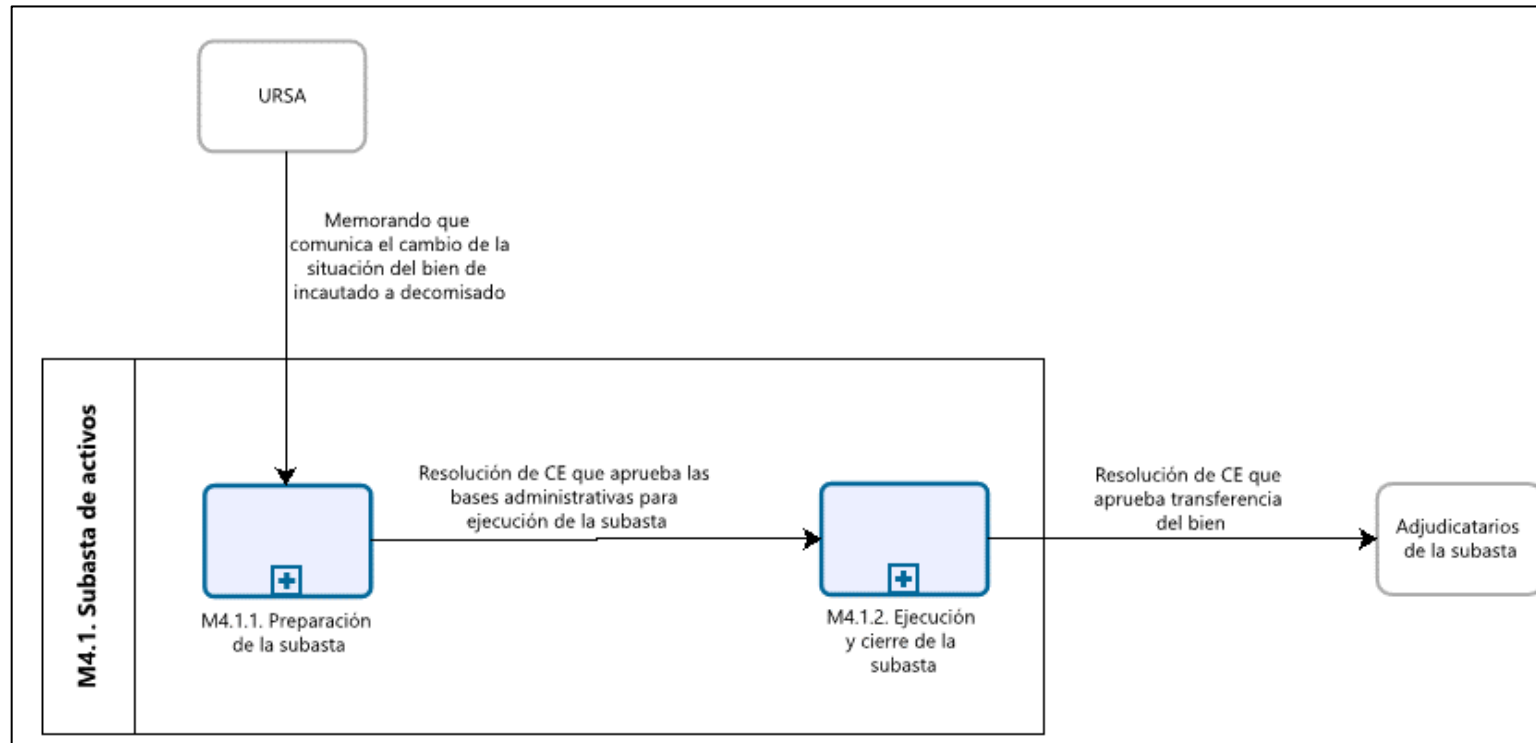 URSA
Memorando que
comunica el cambio de la
situación del bien de
incautado a decomisado
M4.1. Subasta de activos
Resolución de CE que aprueba las
bases administrativas para
ejecución de la subasta
Resolución de CE que
aprueba transferencia
del bien
Adjudicatarios
de la subasta
M4.1.1. Preparación
de la subasta
M4.1.2. Ejecución
y cierre de la
subasta